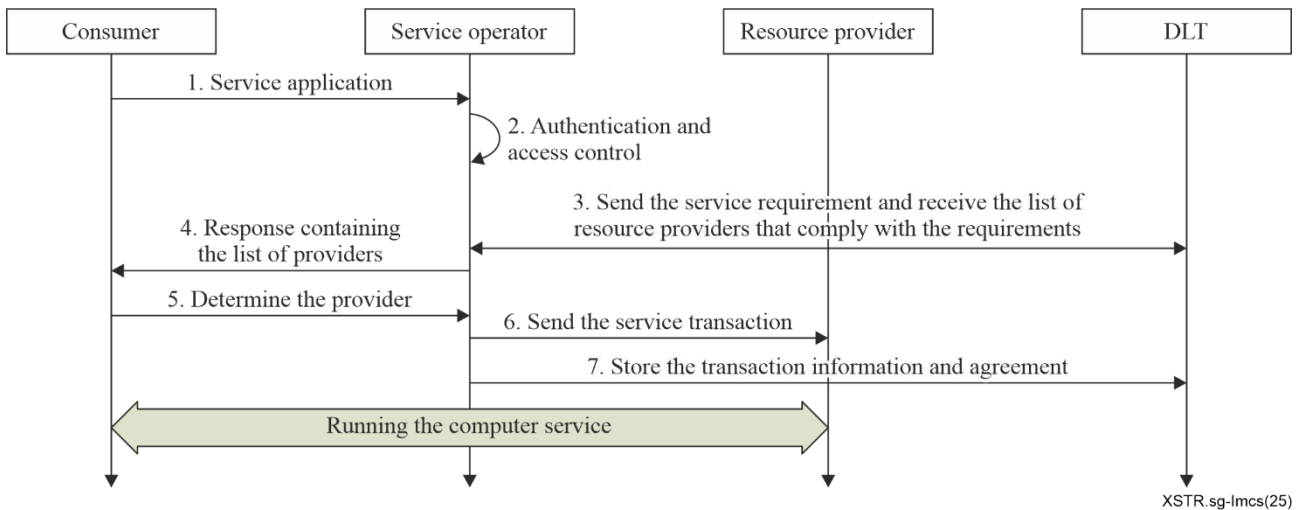 Consumer
Service operator
Resource provider
DLT
1. Service application
2. Authentication and
access control
3. Send the service requirement and receive the list of
resource providers that comply with the requirements
4. Response containing
the list of providers
5. Determine the provider
6. Send the service transaction
7. Store the transaction information and agreement
Running the computer service
XSTR.sg-lmcs(25)